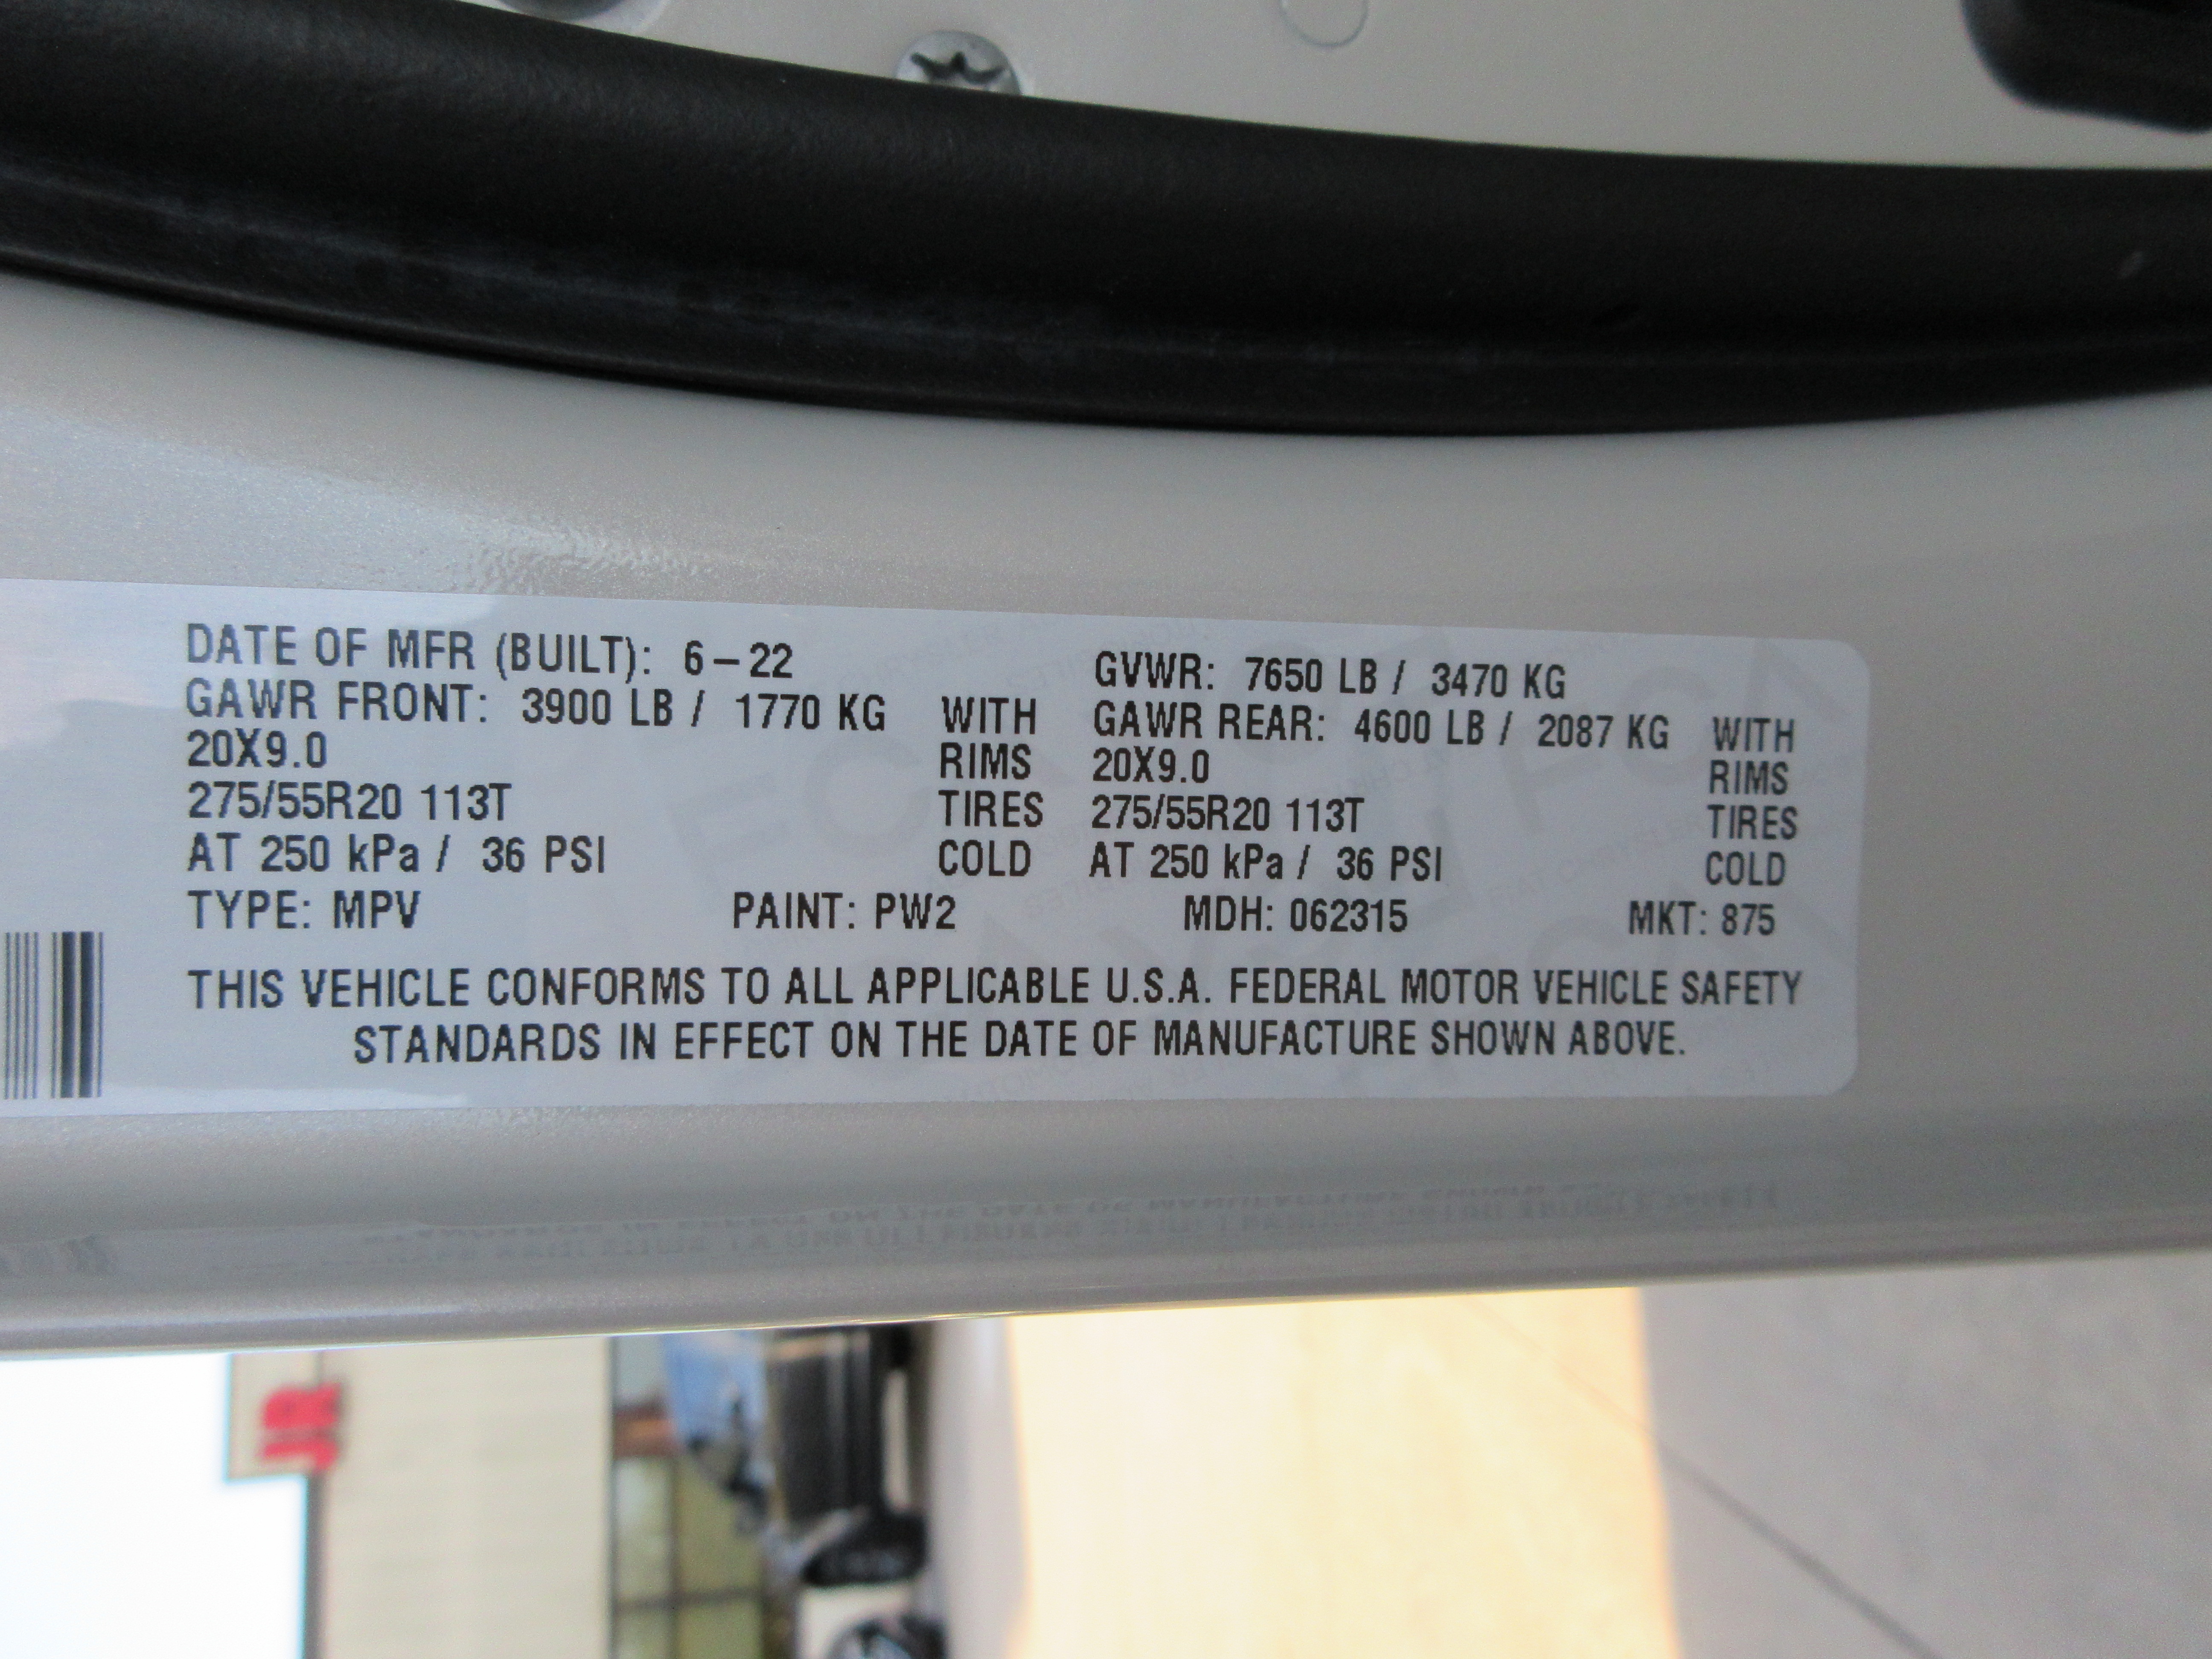 DATE OF MFR (BUILT): 6-22 GVWR: 7650 LB / 3470 KG
GAWR FRONT: 3900 LB / 1770 KG WITH GAWR REAR: 4600 LB / 2087 KG WITH
20X9.0 RIMS 20X9.0 RIMS
275/55R20 113T TIRES 275/55R20 113T TIRES
AT 250 kPa / 36 PSI COLD AT 250 kPa / 36 PSI COLD
TYPE: MPV PAINT: PW2 MDH: 062315 MKT: 875
THIS VEHICLE CONFORMS TO ALL APPLICABLE U.S.A. FEDERAL MOTOR VEHICLE SAFETY
STANDARDS IN EFFECT ON THE DATE OF MANUFACTURE SHOWN ABOVE.
JR